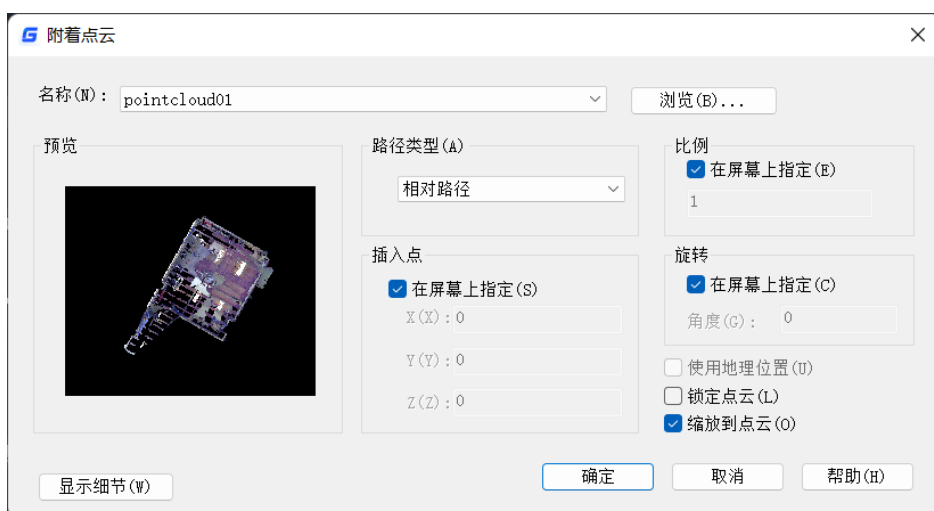 附着点云
名称(N)：
pointcloud01
浏览(B)...
预览
路径类型(A)
相对路径
插入点
在屏幕上指定(S)
X(X)：0
Y(Y)：0
Z(Z)：0
比例
在屏幕上指定(E)
1
旋转
在屏幕上指定(C)
角度(G)： 0
使用地理位置(U)
锁定点云(L)
缩放到点云(O)
显示细节(W)
确定
取消
帮助(H)